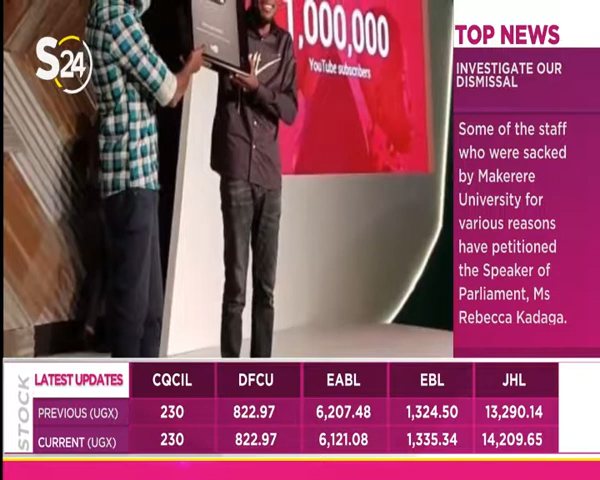 S24
1,000,000
YouTube subscribers
TOP NEWS
INVESTIGATE OUR
DISMISSAL
Some of the staff
who were sacked
by Makerere
University for
various reasons
have petitioned
the Speaker of
Parliament, Ms
Rebecca Kadaga.
STOCK
LATEST UPDATES CQCIL DFCU EABL EBL JHL
PREVIOUS (UGX) 230 822.97 6,207.48 1,324.50 13,290.14
CURRENT (UGX) 230 822.97 6,121.08 1,335.34 14,209.65